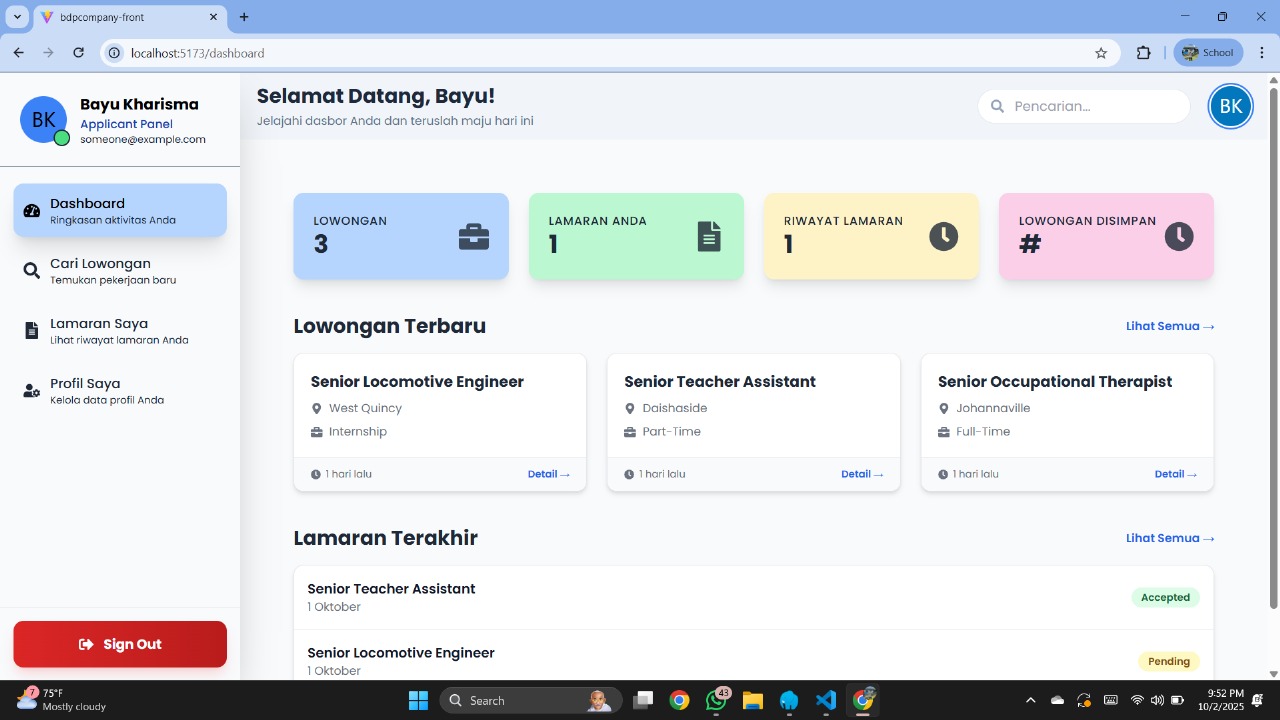 bdpcompany-front
localhost:5173/dashboard
School
BK
Bayu Kharisma
Applicant Panel
someone@example.com
Selamat Datang, Bayu!
Jelajahi dasbor Anda dan teruslah maju hari ini
Pencarian...
BK
Dashboard
Ringkasan aktivitas Anda
Cari Lowongan
Temukan pekerjaan baru
Lamaran Saya
Lihat riwayat lamaran Anda
Profil Saya
Kelola data profil Anda
Sign Out
LOWONGAN
3
LAMARAN ANDA
1
RIWAYAT LAMARAN
1
LOWONGAN DISIMPAN
#
Lowongan Terbaru
Lihat Semua →
Senior Locomotive Engineer
West Quincy
Internship
1 hari lalu
Detail →
Senior Teacher Assistant
Daishaside
Part-Time
1 hari lalu
Detail →
Senior Occupational Therapist
Johannaville
Full-Time
1 hari lalu
Detail →
Lamaran Terakhir
Lihat Semua →
Senior Teacher Assistant
1 Oktober
Accepted
Senior Locomotive Engineer
1 Oktober
Pending
7
75°F
Mostly cloudy
Search
43
9:52 PM
10/2/2025